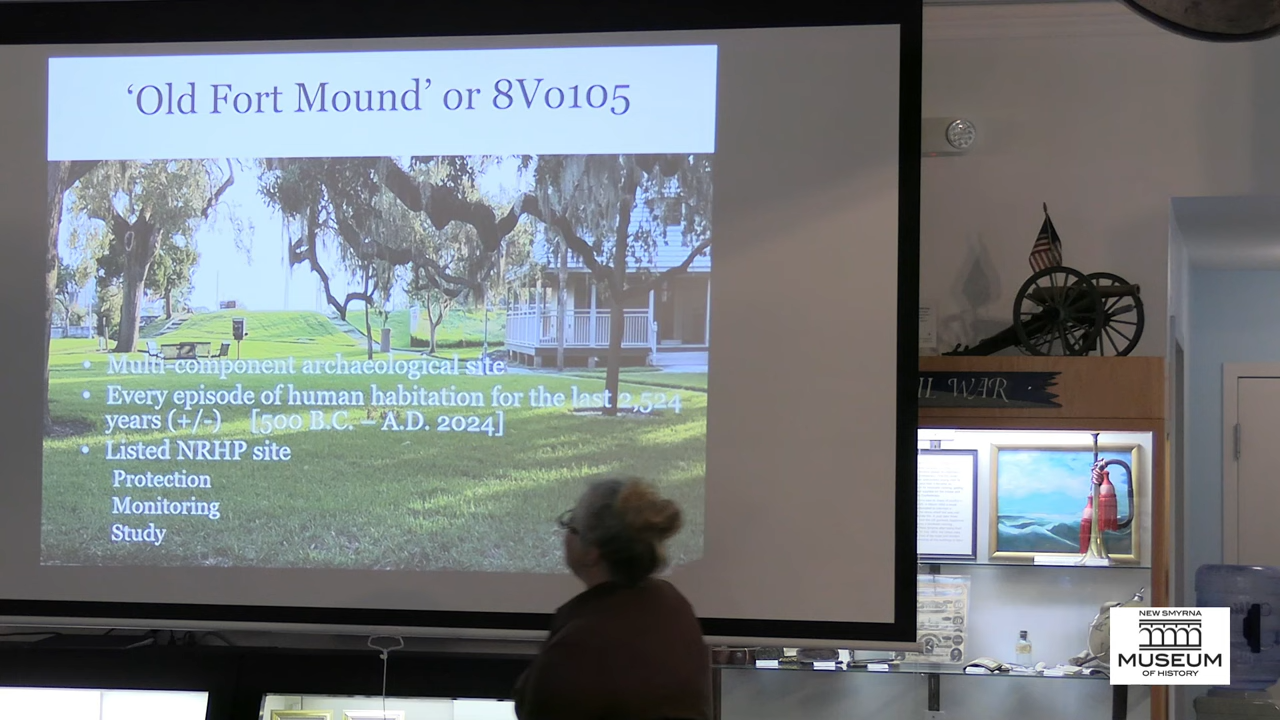 ‘Old Fort Mound’ or 8Vo105
• Multi-component archaeological site
• Every episode of human habitation for the last 2,524
years (+/-) [500 B.C. – A.D. 2024]
• Listed NRHP site
Protection
Monitoring
Study
IL WAR
NEW SMYRNA
MUSEUM
OF HISTORY